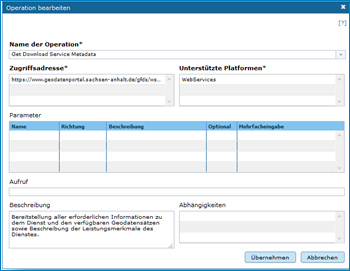 Operation bearbeiten
[?]
Name der Operation*
Get Download Service Metadata
Zugriffsadresse*
Unterstützte Platformen*
https://www.geodatenportal.sachsen-anhalt.de/gfds/ws...
WebServices
Parameter
Name Richtung Beschreibung Optional Mehrfacheingabe
Aufruf
Beschreibung
Abhängigkeiten
Bereitstellung aller erforderlichen Informationen zu
dem Dienst und den verfügbaren Geodatensätzen
sowie Beschreibung der Leistungsmerkmale des
Dienstes.
Übernehmen
Abbrechen